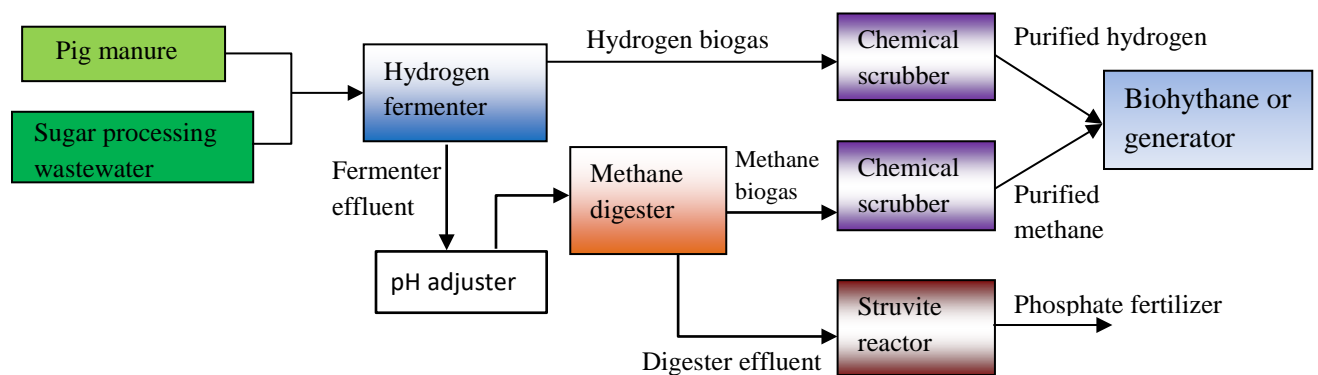 Pig manure
Sugar processing
wastewater
Hydrogen
fermenter
Hydrogen biogas
Chemical
scrubber
Purified hydrogen
Biohythane or
generator
Fermenter
effluent
pH adjuster
Methane
digester
Methane
biogas
Chemical
scrubber
Purified
methane
Digester effluent
Struvite
reactor
Phosphate fertilizer